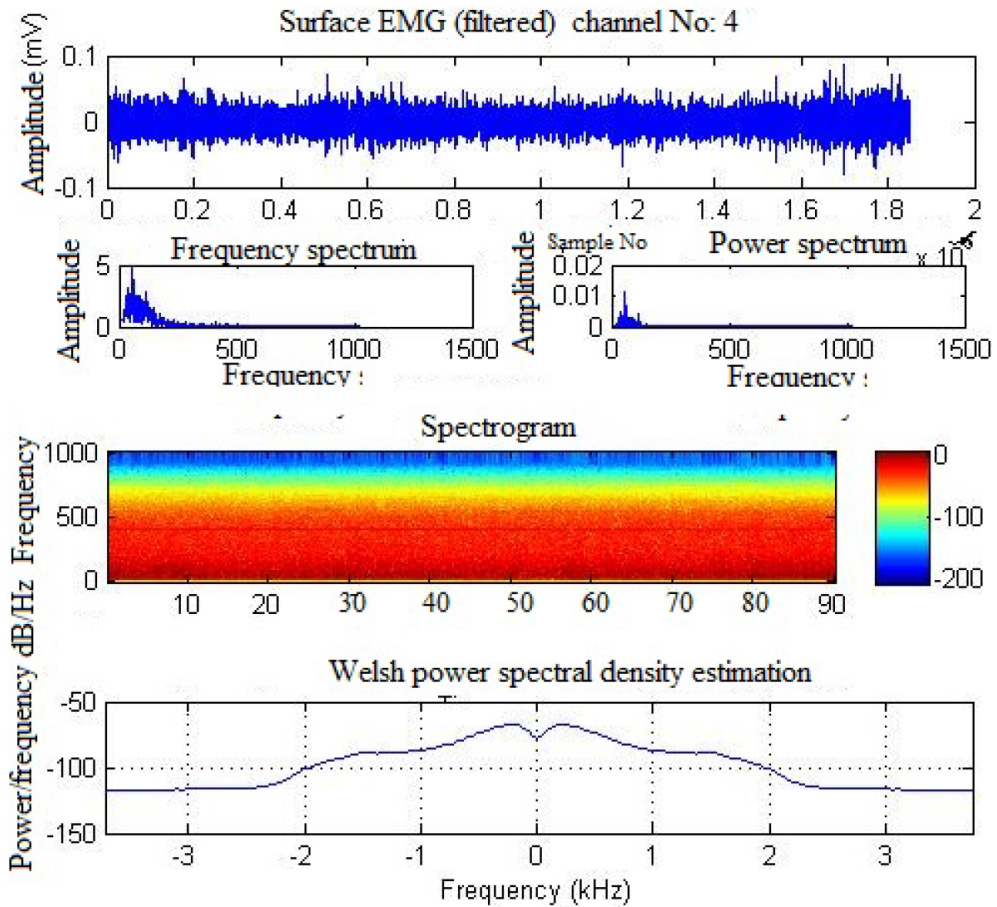 Surface EMG (filtered) channel No: 4
Amplitude (mV)
0.1
0
-0.1
0 0.2 0.4 0.6 0.8 1 1.2 1.4 1.6 1.8 2
Sample No
x 10
Frequency spectrum
Amplitude
5
0
0 500 1000 1500
Frequency
Power spectrum
Amplitude
0.02
0.01
0
0 500 1000 1500
Frequency
Spectrogram
Frequency
1000
500
0
10 20 30 40 50 60 70 80 90
0
-100
-200
Welsh power spectral density estimation
Power/frequency dB/Hz
-50
-100
-150
-3 -2 -1 0 1 2 3
Frequency (kHz)